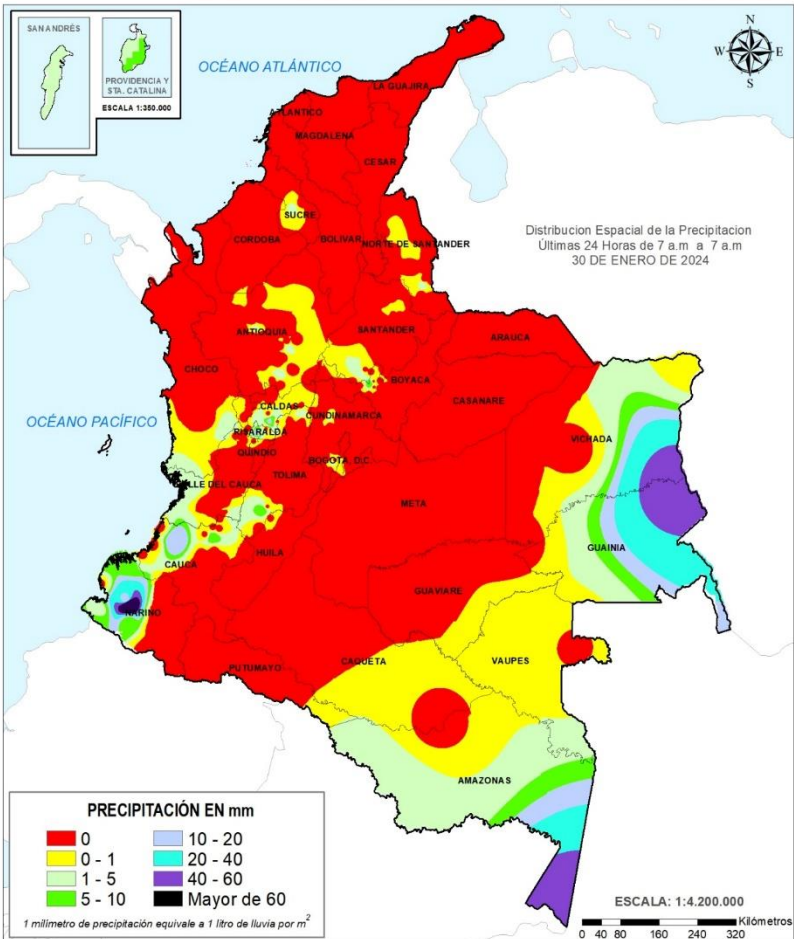 SAN ANDRÉS
PROVIDENCIA Y
STA. CATALINA
ESCALA 1:350.000
N
W
E
S
OCÉANO ATLÁNTICO
LA GUAJIRA
ATLANTICO
MAGDALENA
CESAR
SUCRE
CORDOBA
BOLIVAR
NORTE DE SANTANDER
Distribucion Espacial de la Precipitacion
Últimas 24 Horas de 7 a.m a 7 a.m
30 DE ENERO DE 2024
ANTIOQUIA
SANTANDER
ARAUCA
CHOCO
BOYACA
CASANARE
CALDAS
CUNDINAMARCA
OCÉANO PACÍFICO
RISARALDA
VICHADA
QUINDIO
BOGOTA, D.C.
TOLIMA
VALLE DEL CAUCA
META
GUAINIA
CAUCA
HUILA
GUAVIARE
NARIÑO
PUTUMAYO
CAQUETA
VAUPES
AMAZONAS
PRECIPITACIÓN EN mm
0
10 - 20
0 - 1
20 - 40
1 - 5
40 - 60
5 - 10
Mayor de 60
1 milimetro de precipitación equivale a 1 litro de lluvia por m²
ESCALA: 1:4.200.000
Kilómetros
0 40 80 160 240 320